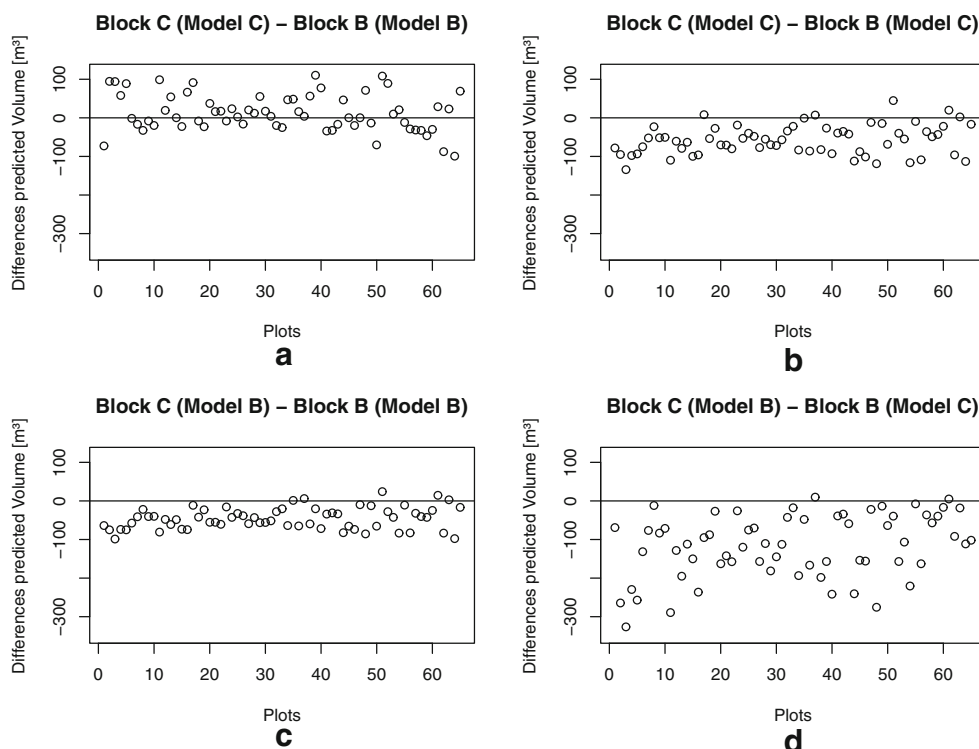 Block C (Model C) – Block B (Model B)
Differences predicted Volume [m³]
100
0
−100
−300
0 10 20 30 40 50 60
Plots
a
Block C (Model C) – Block B (Model C)
Differences predicted Volume [m³]
100
0
−100
−300
0 10 20 30 40 50 60
Plots
b
Block C (Model B) – Block B (Model B)
Differences predicted Volume [m³]
100
0
−100
−300
0 10 20 30 40 50 60
Plots
c
Block C (Model B) – Block B (Model C)
Differences predicted Volume [m³]
100
0
−100
−300
0 10 20 30 40 50 60
Plots
d